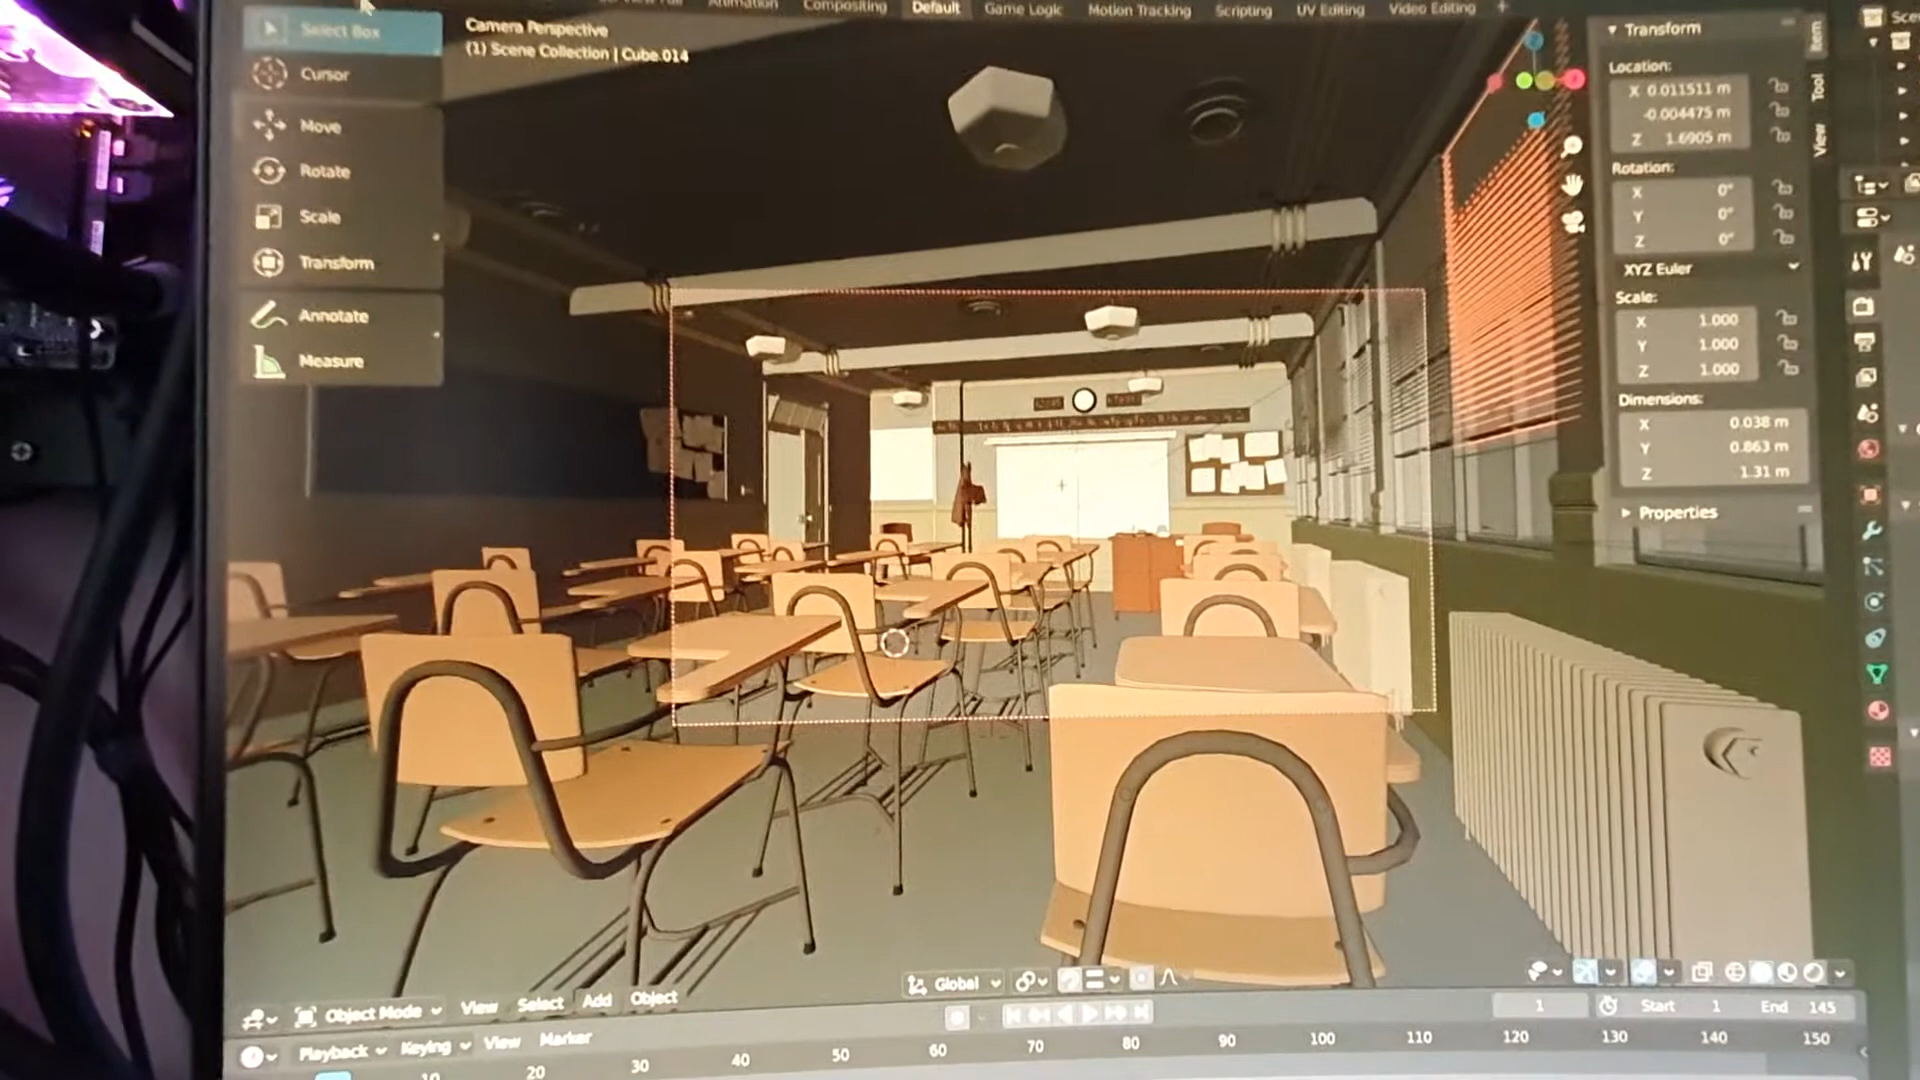 Animation
Compositing
Default
Game Logic
Motion Tracking
Scripting
UV Editing
Video Editing
+
Select Box
Cursor
Move
Rotate
Scale
Transform
Annotate
Measure
Camera Perspective
(1) Scene Collection | Cube.014
Transform
Location:
X 0.011511 m
-0.004475 m
Z 1.6905 m
Rotation:
X 0°
Y 0°
Z 0°
XYZ Euler
Scale:
X 1.000
Y 1.000
Z 1.000
Dimensions:
X 0.038 m
Y 0.863 m
Z 1.31 m
Properties
Item
Tool
View
Global
Object Mode
View
Select
Add
Object
Playback
Keying
View
Marker
1
Start 1
End 145
10 20 30 40 50 60 70 80 90 100 110 120 130 140 150